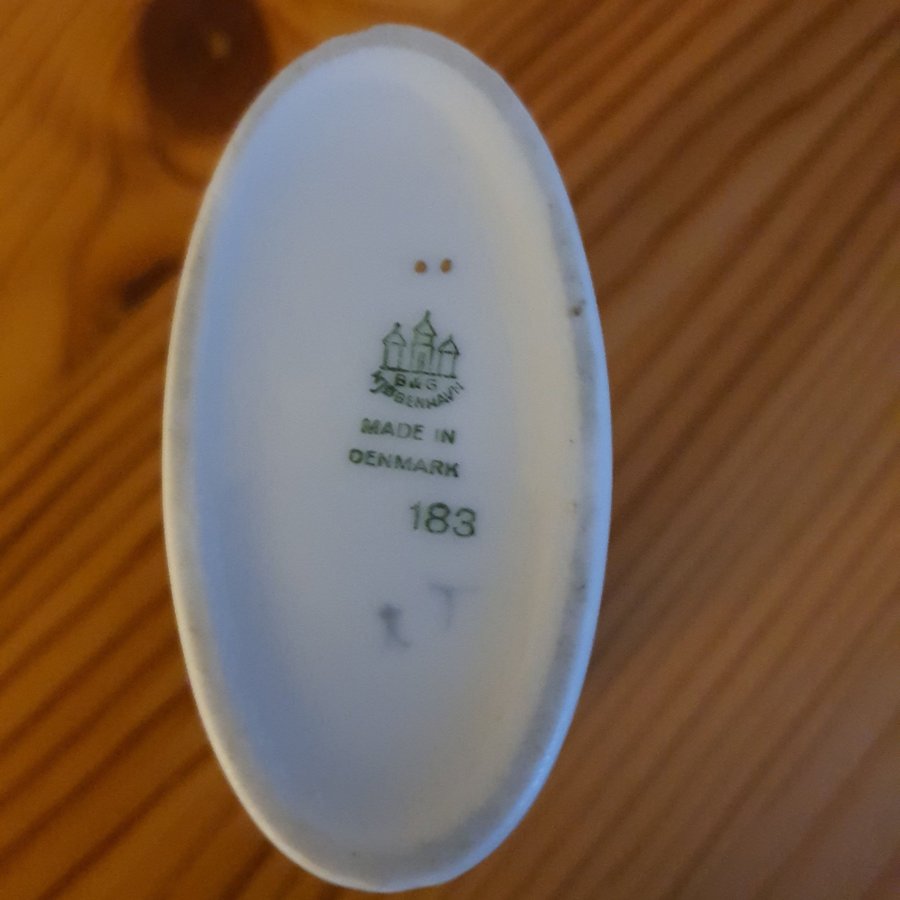 B&G
KØBENHAVN
MADE IN
DENMARK
183